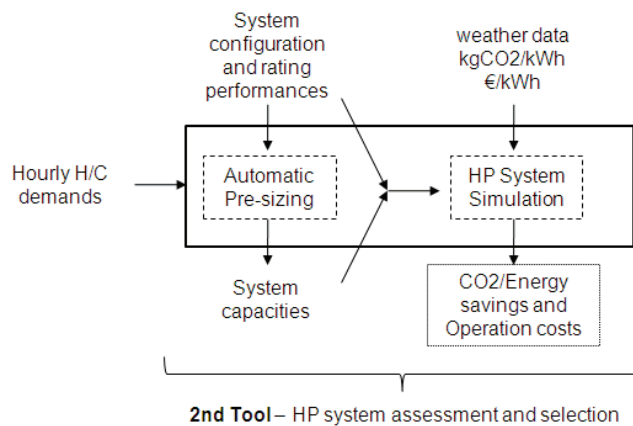 System
configuration
and rating
performances
weather data
kgCO2/kWh
€/kWh
Hourly H/C
demands
Automatic
Pre-sizing
HP System
Simulation
System
capacities
CO2/Energy
savings and
Operation costs
2nd Tool – HP system assessment and selection